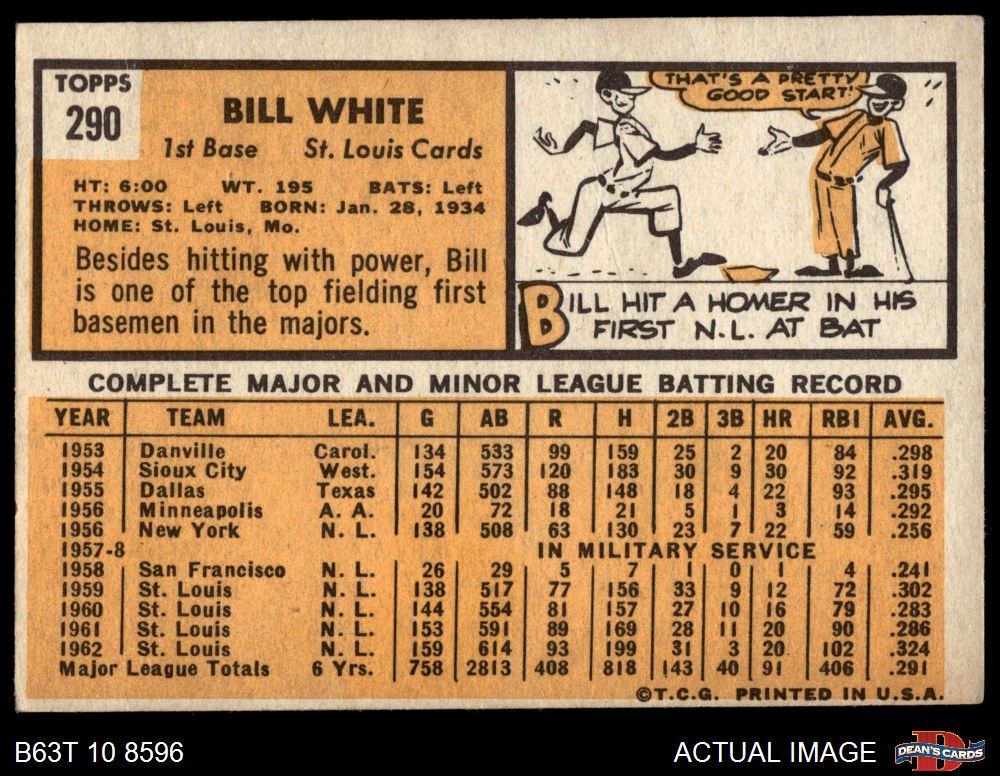 TOPPS
290
BILL WHITE
1st Base St. Louis Cards
HT: 6:00 WT. 195 BATS: Left
THROWS: Left BORN: Jan. 28, 1934
HOME: St. Louis, Mo.
Besides hitting with power, Bill
is one of the top fielding first
basemen in the majors.
THAT'S A PRETTY
GOOD START!
BILL HIT A HOMER IN HIS
FIRST N.L. AT BAT
COMPLETE MAJOR AND MINOR LEAGUE BATTING RECORD
YEAR TEAM LEA. G AB R H 2B 3B HR RBI AVG.
1953 Danville Carol. 134 533 99 159 25 2 20 84 .298
1954 Sioux City West. 154 573 120 183 30 9 30 92 .319
1955 Dallas Texas 142 502 88 148 18 4 22 93 .295
1956 Minneapolis A. A. 20 72 18 21 5 1 3 14 .292
1956 New York N. L. 138 508 63 130 23 7 22 59 .256
1957-8 IN MILITARY SERVICE
1958 San Francisco N. L. 26 29 5 7 1 0 1 4 .241
1959 St. Louis N. L. 138 517 77 156 33 9 12 72 .302
1960 St. Louis N. L. 144 554 81 157 27 10 16 79 .283
1961 St. Louis N. L. 153 591 89 169 28 11 20 90 .286
1962 St. Louis N. L. 159 614 93 199 31 3 20 102 .324
Major League Totals 6 Yrs. 758 2813 408 818 143 40 91 406 .291
©T.C.G. PRINTED IN U.S.A.
B63T 10 8596 ACTUAL IMAGE DEAN'S CARDS